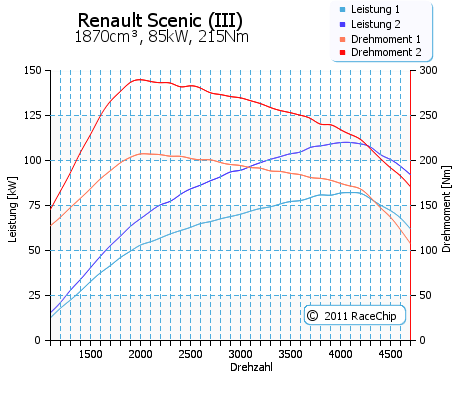 Renault Scenic (III)
1870cm³, 85kW, 215Nm
Leistung 1
Leistung 2
Drehmoment 1
Drehmoment 2
150
125
100
75
50
25
0
Leistung [kW]
300
250
200
150
100
50
0
Drehmoment [Nm]
1500 2000 2500 3000 3500 4000 4500
Drehzahl
© 2011 RaceChip